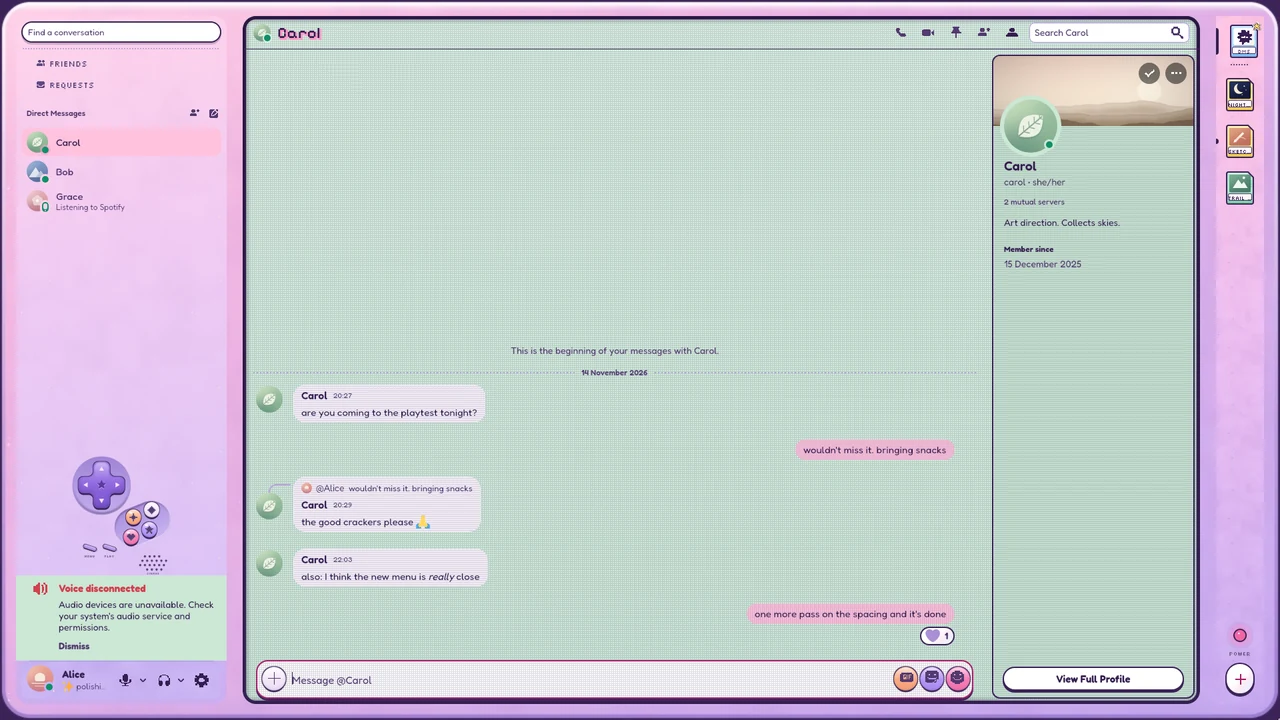 Find a conversation
FRIENDS
REQUESTS
Direct Messages
Carol
Bob
Grace
Listening to Spotify
Voice disconnected
Audio devices are unavailable. Check
your system's audio service and
permissions.
Dismiss
Alice
polishi..
Carol
Search Carol
This is the beginning of your messages with Carol.
14 November 2026
Carol 20:27
are you coming to the playtest tonight?
wouldn't miss it. bringing snacks
@Alice wouldn't miss it. bringing snacks
Carol 20:29
the good crackers please 🙏
Carol 22:03
also: I think the new menu is really close
one more pass on the spacing and it's done
1
Message @Carol
Carol
carol • she/her
2 mutual servers
Art direction. Collects skies.
Member since
15 December 2025
View Full Profile
DMS
NIGHT..
SKETC..
TRAIL..
POWER